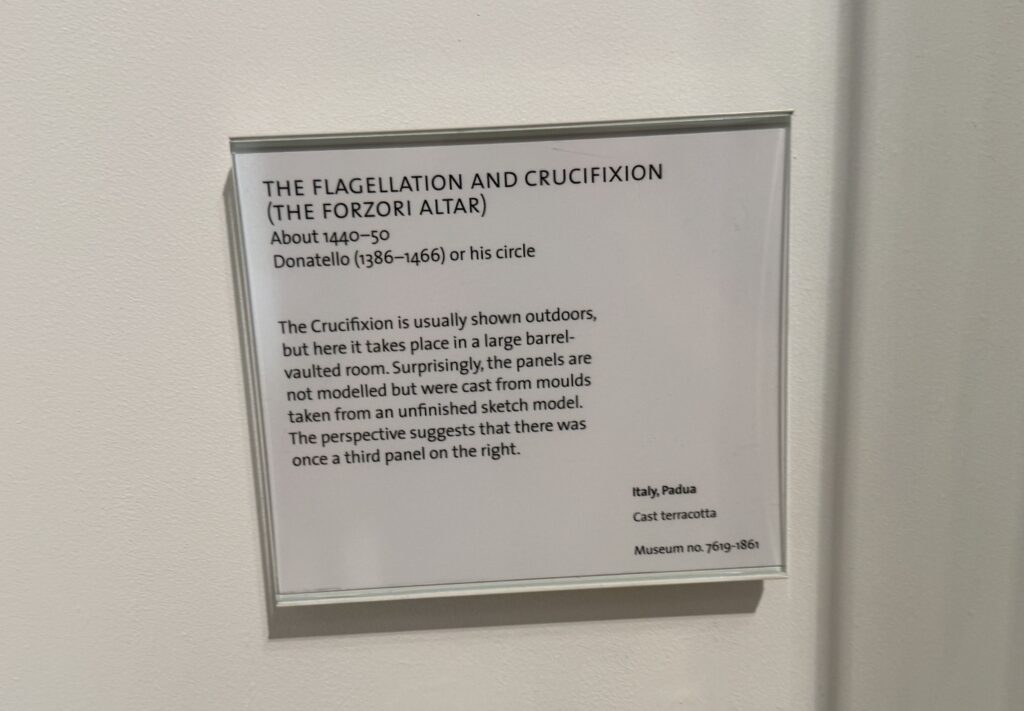 THE FLAGELLATION AND CRUCIFIXION
(THE FORZORI ALTAR)
About 1440–50
Donatello (1386–1466) or his circle
The Crucifixion is usually shown outdoors,
but here it takes place in a large barrel-
vaulted room. Surprisingly, the panels are
not modelled but were cast from moulds
taken from an unfinished sketch model.
The perspective suggests that there was
once a third panel on the right.
Italy, Padua
Cast terracotta
Museum no. 7619-1861